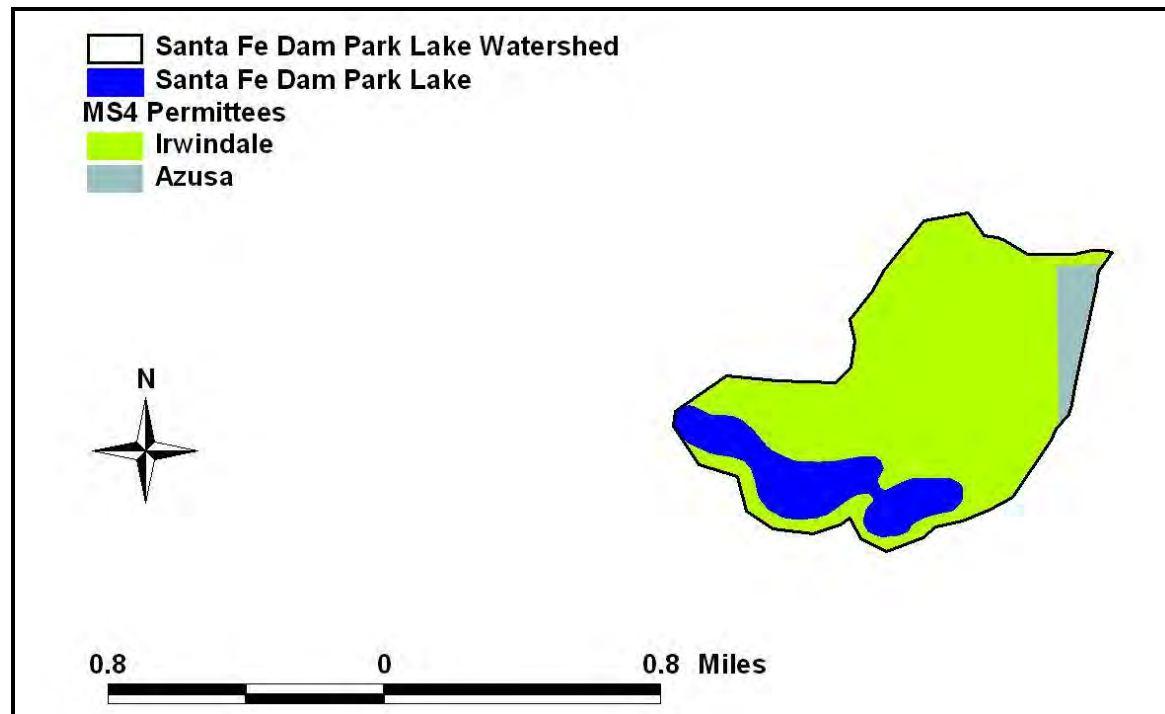 Santa Fe Dam Park Lake Watershed
Santa Fe Dam Park Lake
MS4 Permittees
Irwindale
Azusa
N
0.8 0 0.8 Miles